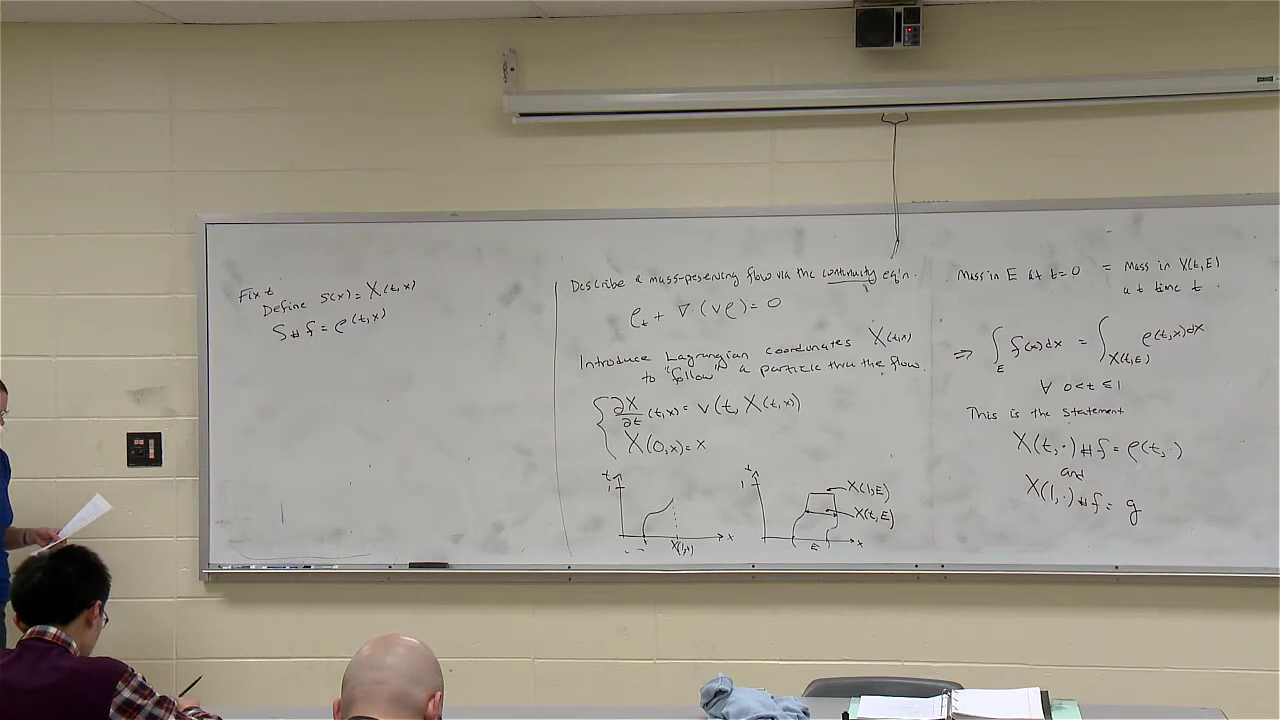 Fix t
Define S(x) = X(t,x)
S#f = ρ(t,x)
Describe a mass-preserving flow via the continuity eq'n.
ρt + ∇·(vρ) = 0
Introduce Lagrangian coordinates X(t,x)
to "follow" a particle thru the flow.
∂X/∂t (t,x) = v(t, X(t,x))
X(0,x) = x
t
1
X(1,x)
x
t
1
X(1,E)
X(t,E)
E
x
Mass in E at t=0 = Mass in X(t,E)
at time t.
⇒ ∫E f(x)dx = ∫X(t,E) ρ(t,x)dx
∀ 0<t≤1
This is the statement
X(t,·)#f = ρ(t,·)
and
X(1,·)#f = g